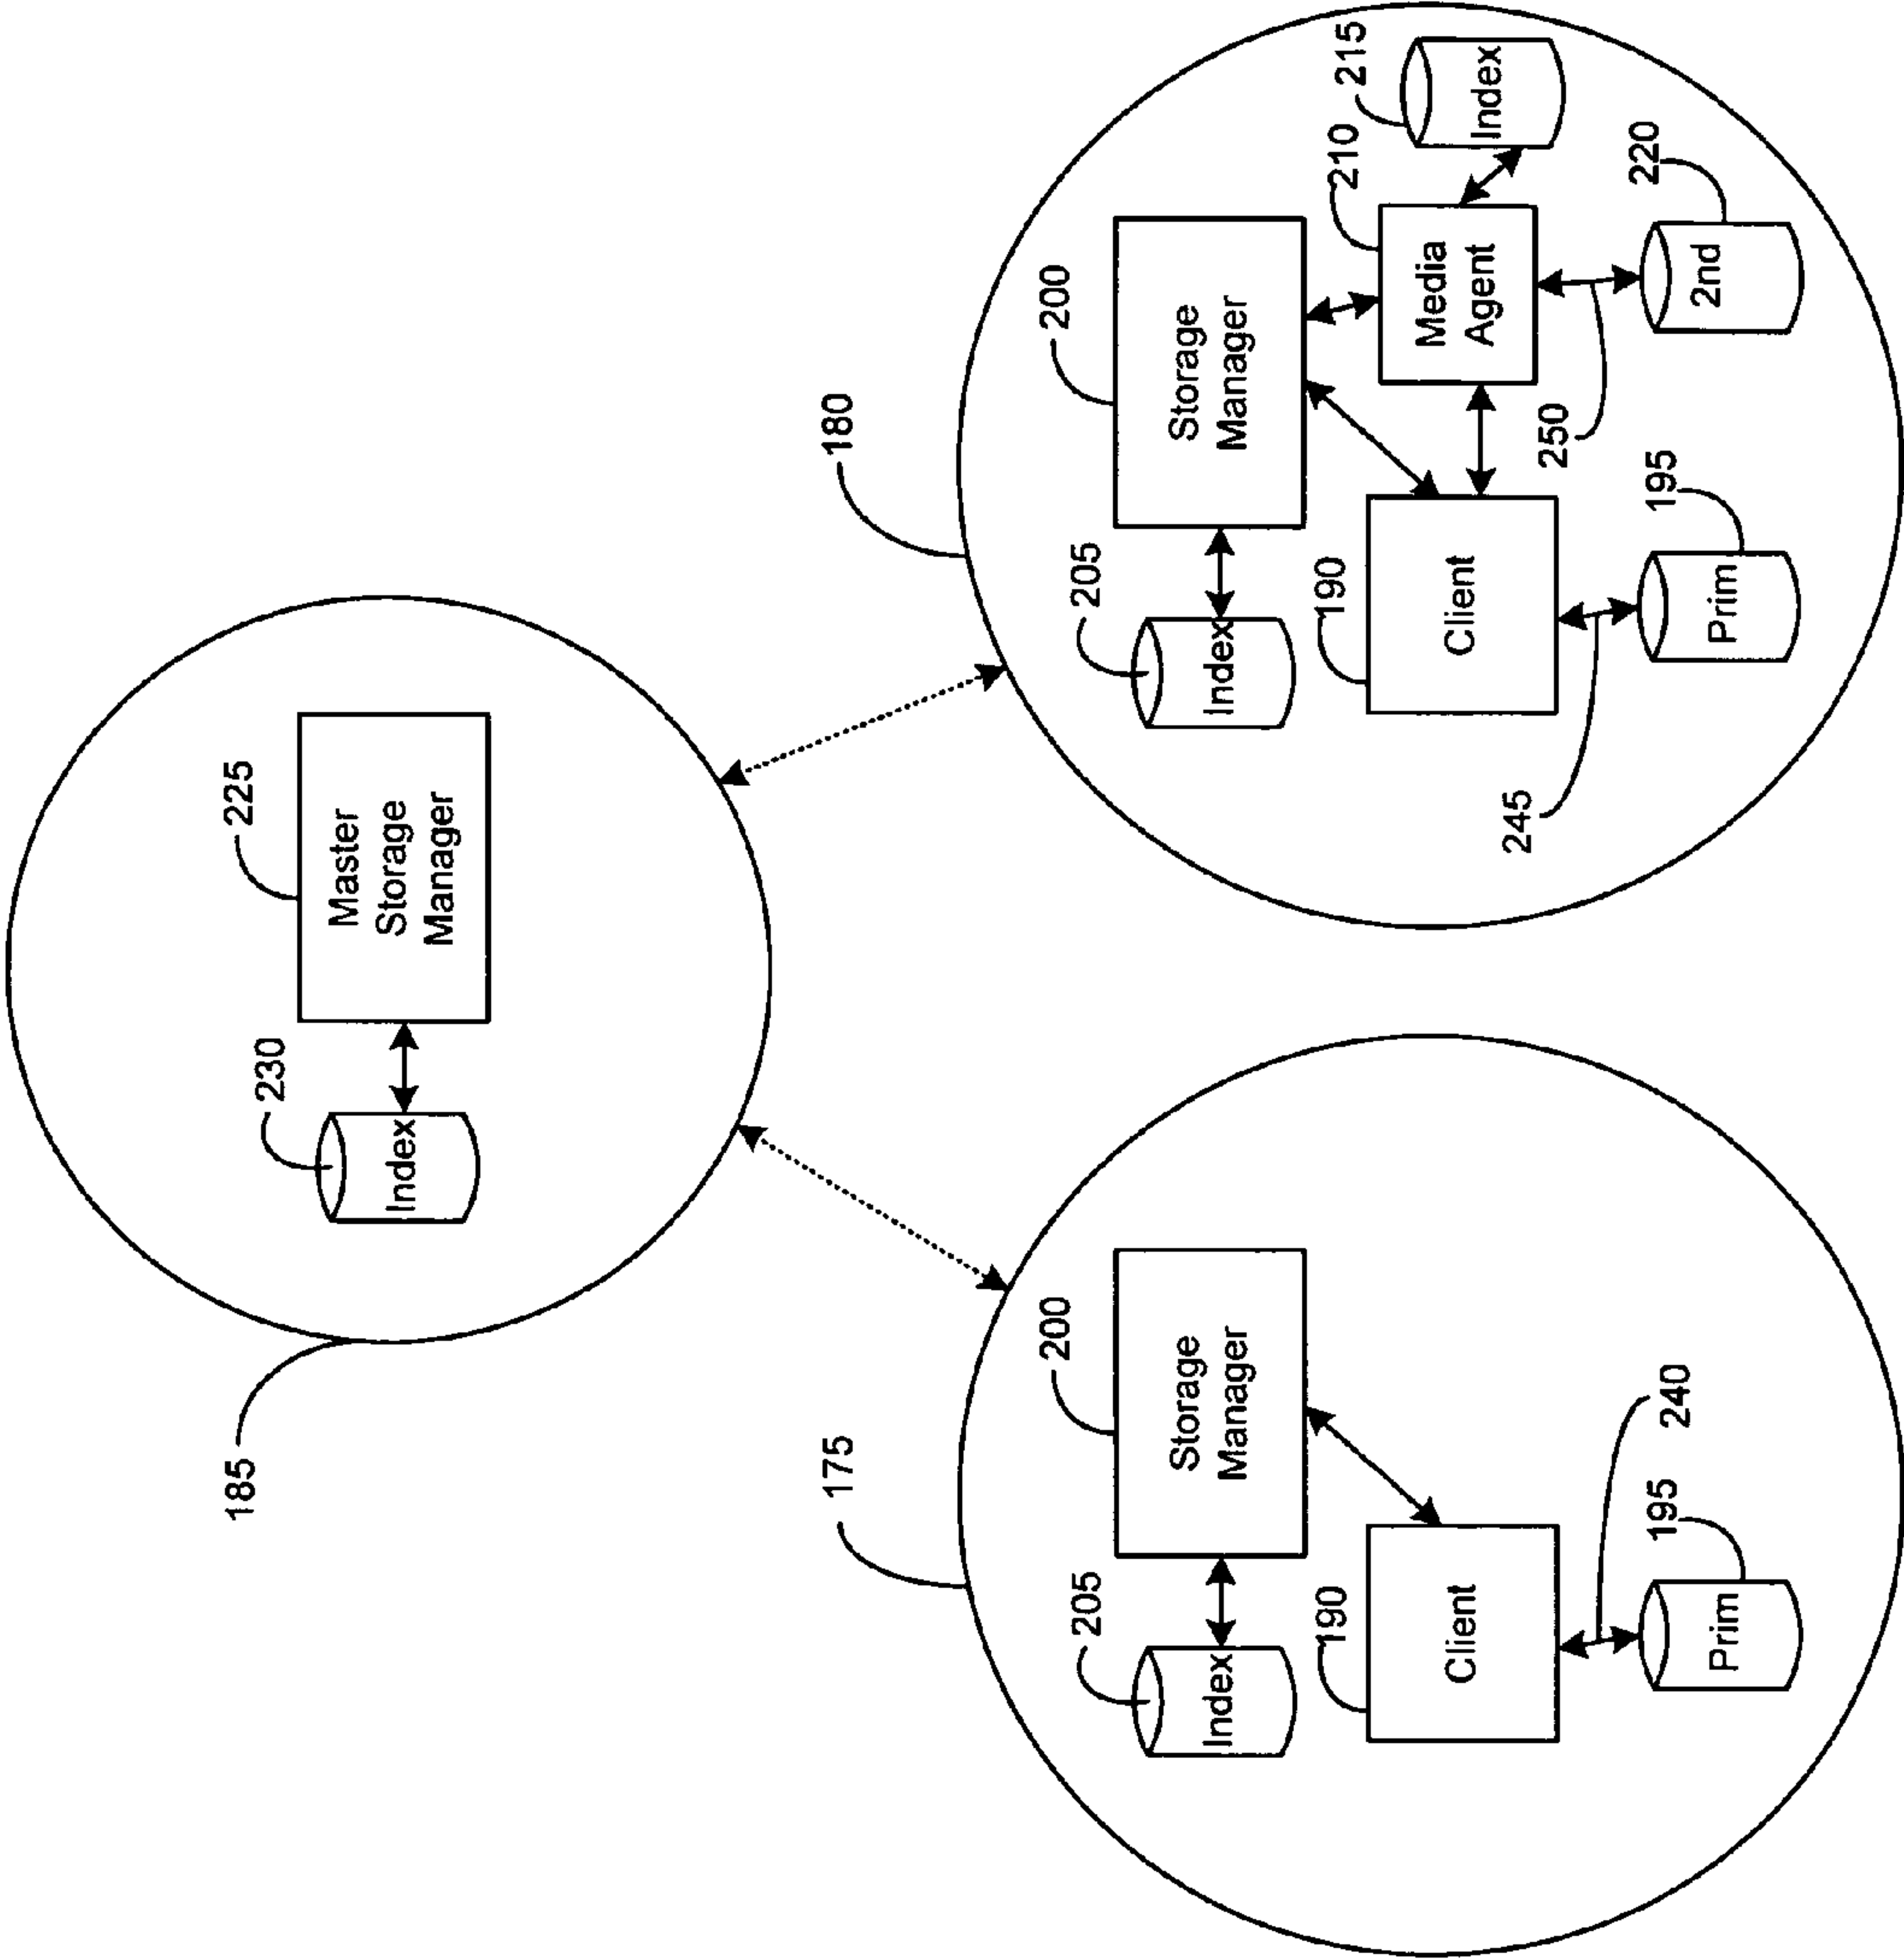 185
230
225
Index
Master
Storage
Manager
175
205
200
Index
Storage
Manager
190
Client
195
240
Prim
180
205
200
Index
Storage
Manager
190
210
215
Client
Media
Agent
Index
245
250
195
220
Prim
2nd